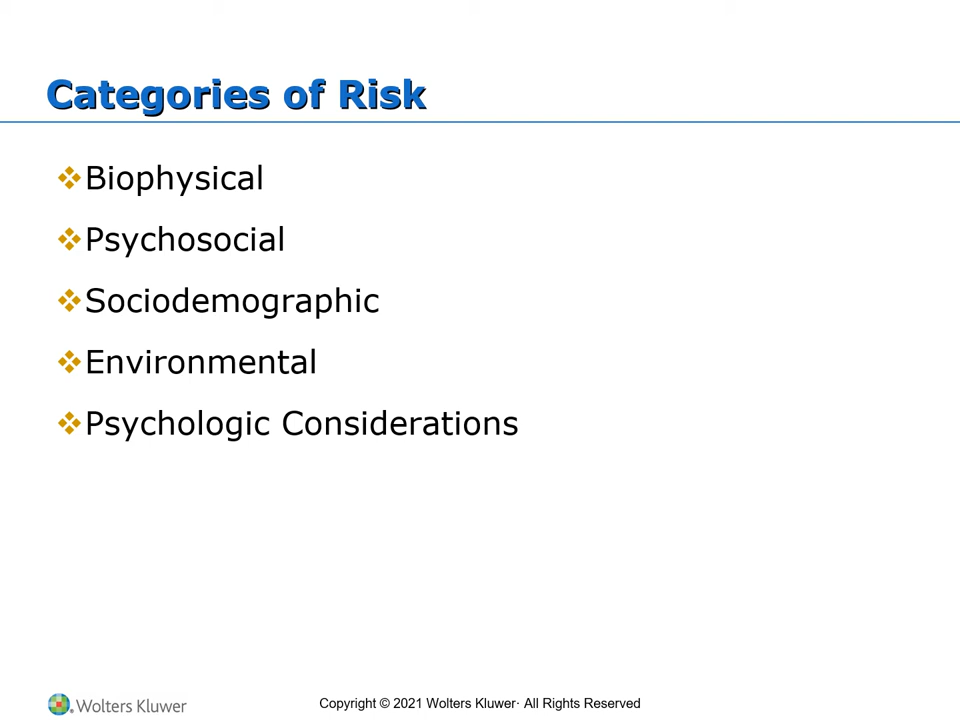 Categories of Risk
Biophysical
Psychosocial
Sociodemographic
Environmental
Psychologic Considerations
Wolters Kluwer
Copyright © 2021 Wolters Kluwer· All Rights Reserved